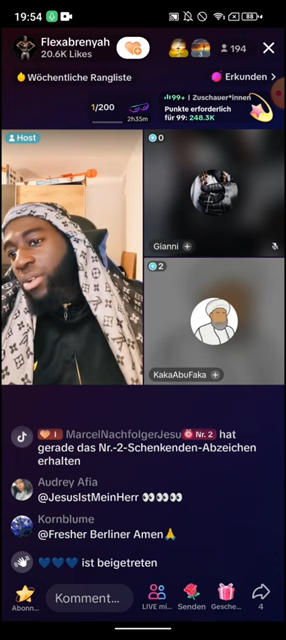 19:54
88
Flexabrenyah
20.6K Likes
3
194
Wöchentliche Rangliste
Erkunden >
1/200
2h35m
99+ | Zuschauer*innen
Punkte erforderlich
für 99: 248.3K
Host
0
Gianni +
2
KakaAbuFaka +
I MarcelNachfolgerJesu Nr. 2 hat
gerade das Nr.-2-Schenkenden-Abzeichen
erhalten
Audrey Afia
@JesusIstMeinHerr 👀👀👀👀
Kornblume
@Fresher Berliner Amen🙏
💙💙💙 ist beigetreten
Abonn...
Kommen...
LIVE mi...
Senden
Gesche...
4